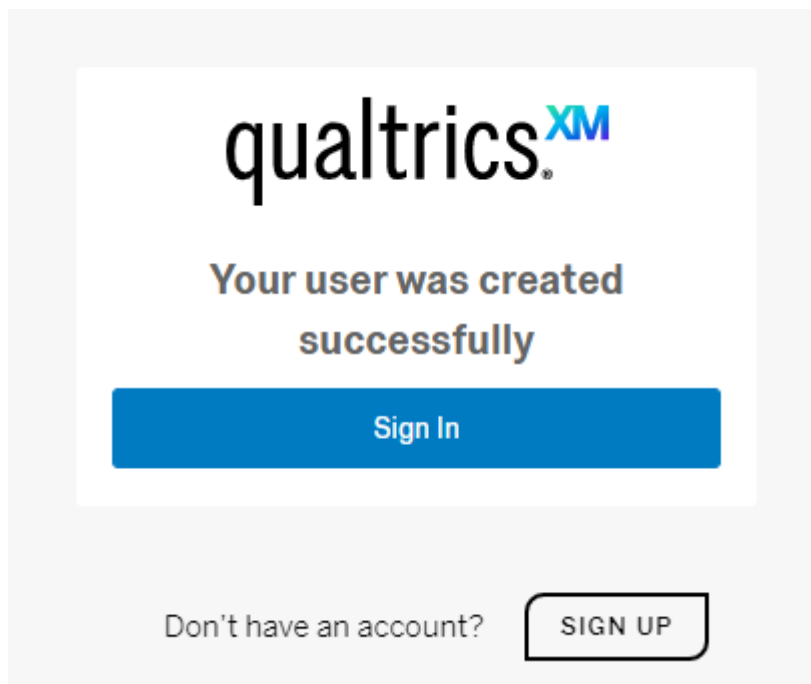 qualtrics.XM
®
Your user was created
successfully
Sign In
Don't have an account?
SIGN UP